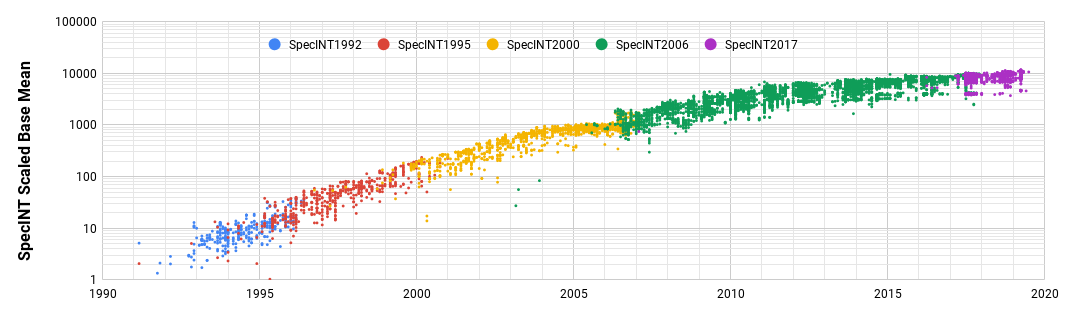 100000
SpecINT1992 SpecINT1995 SpecINT2000 SpecINT2006 SpecINT2017
10000
1000
100
10
1
SpecINT Scaled Base Mean
1990 1995 2000 2005 2010 2015 2020